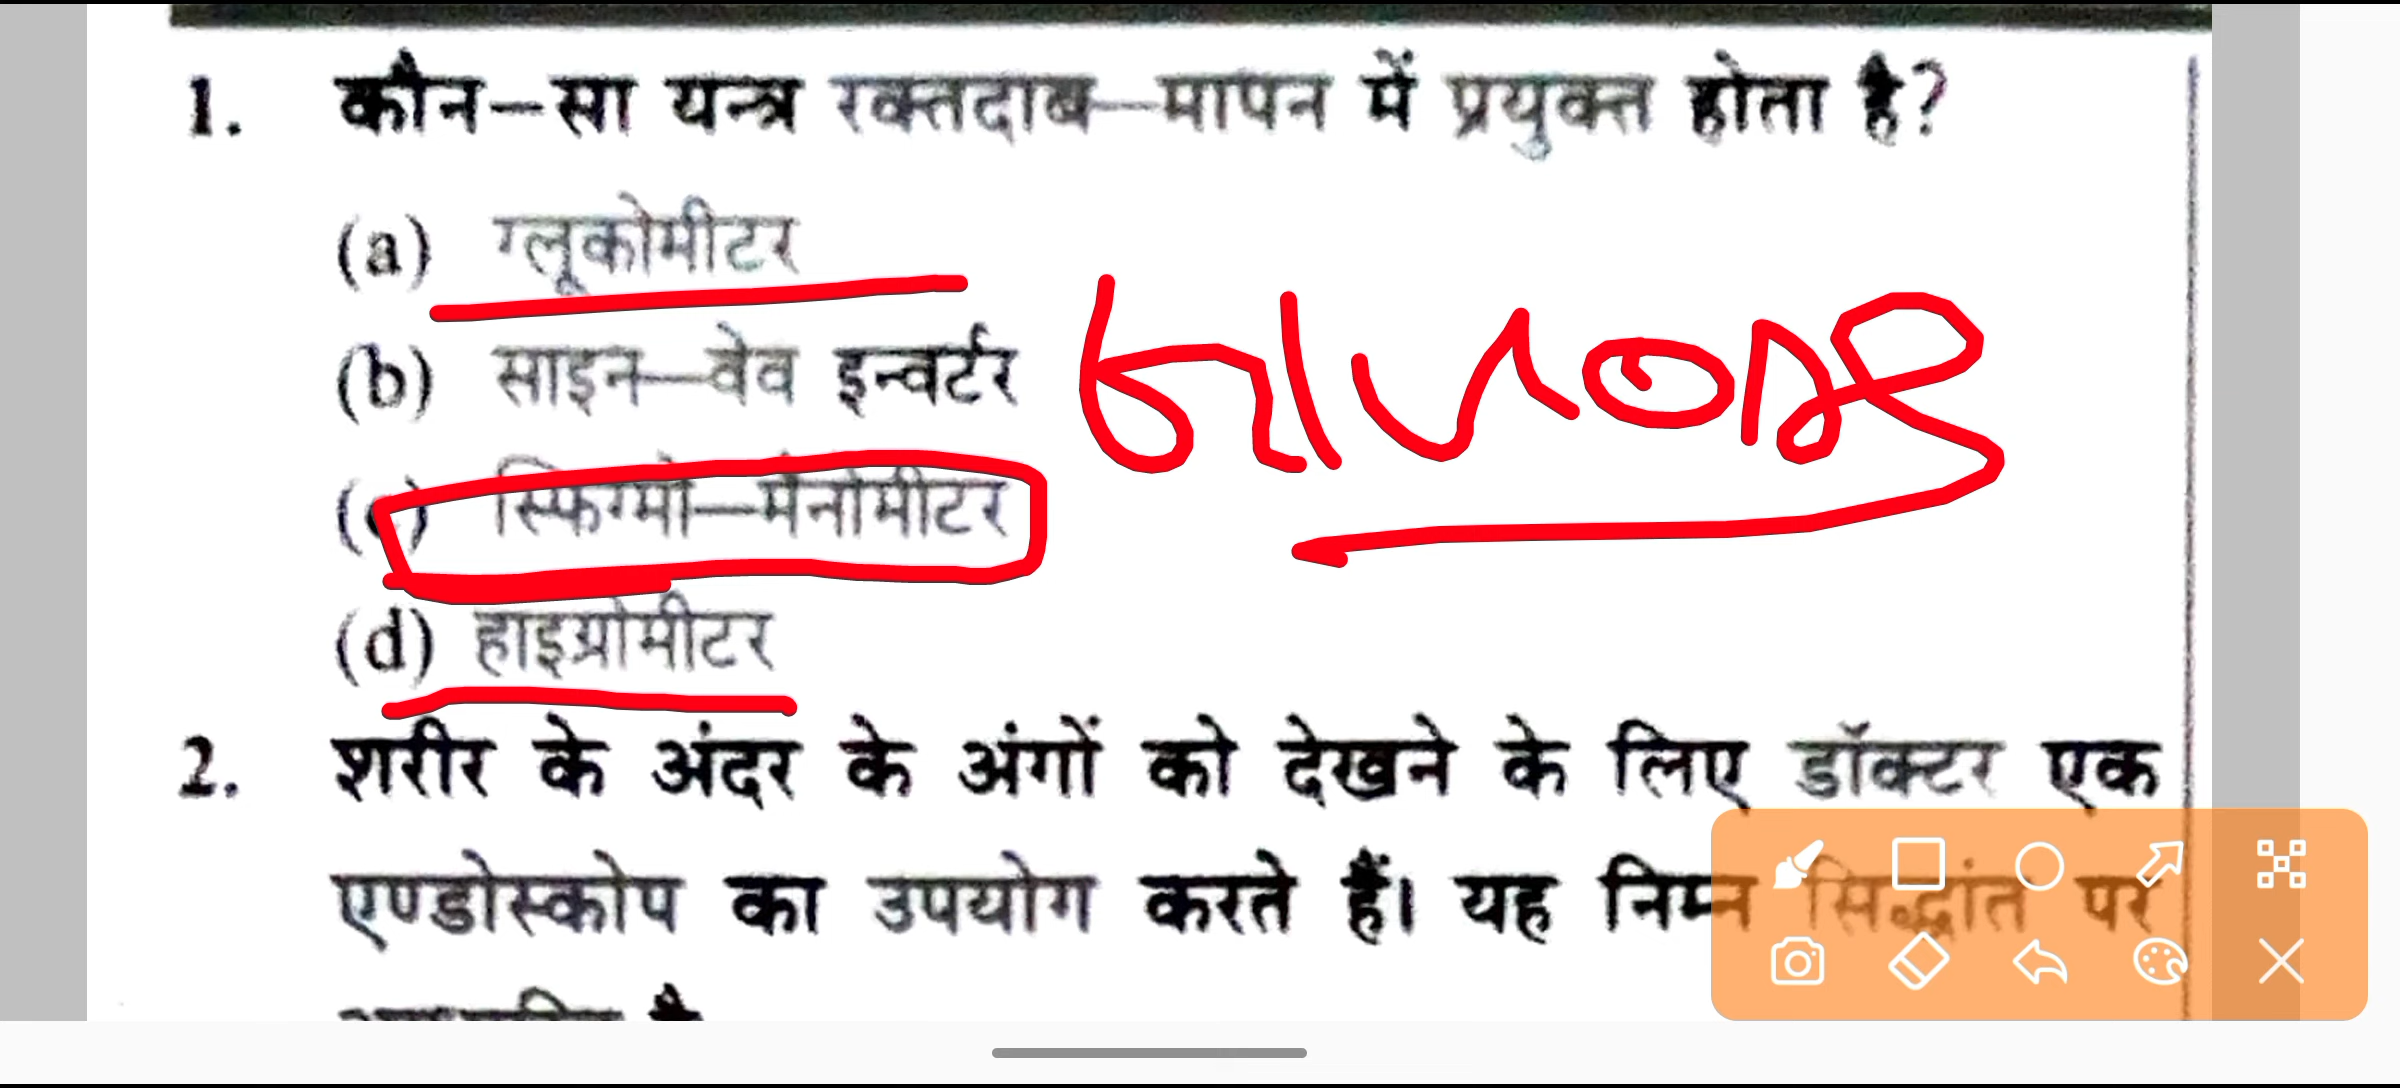 1. कौन–सा यन्त्र रक्तदाब–मापन में प्रयुक्त होता है?
(a) ग्लूकोमीटर
(b) साइन–वेव इन्वर्टर
(c) स्फिग्मो–मैनोमीटर
(d) हाइग्रोमीटर
2. शरीर के अंदर के अंगों को देखने के लिए डॉक्टर एक
एण्डोस्कोप का उपयोग करते हैं। यह निम्न सिद्धांत पर